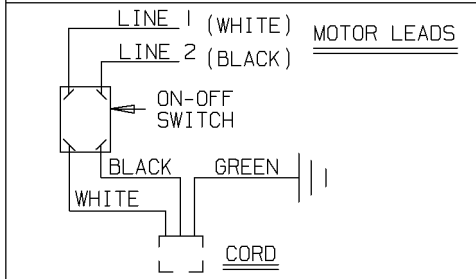 LINE 1 (WHITE)
MOTOR LEADS
LINE 2 (BLACK)
ON-OFF
SWITCH
BLACK
GREEN
WHITE
CORD